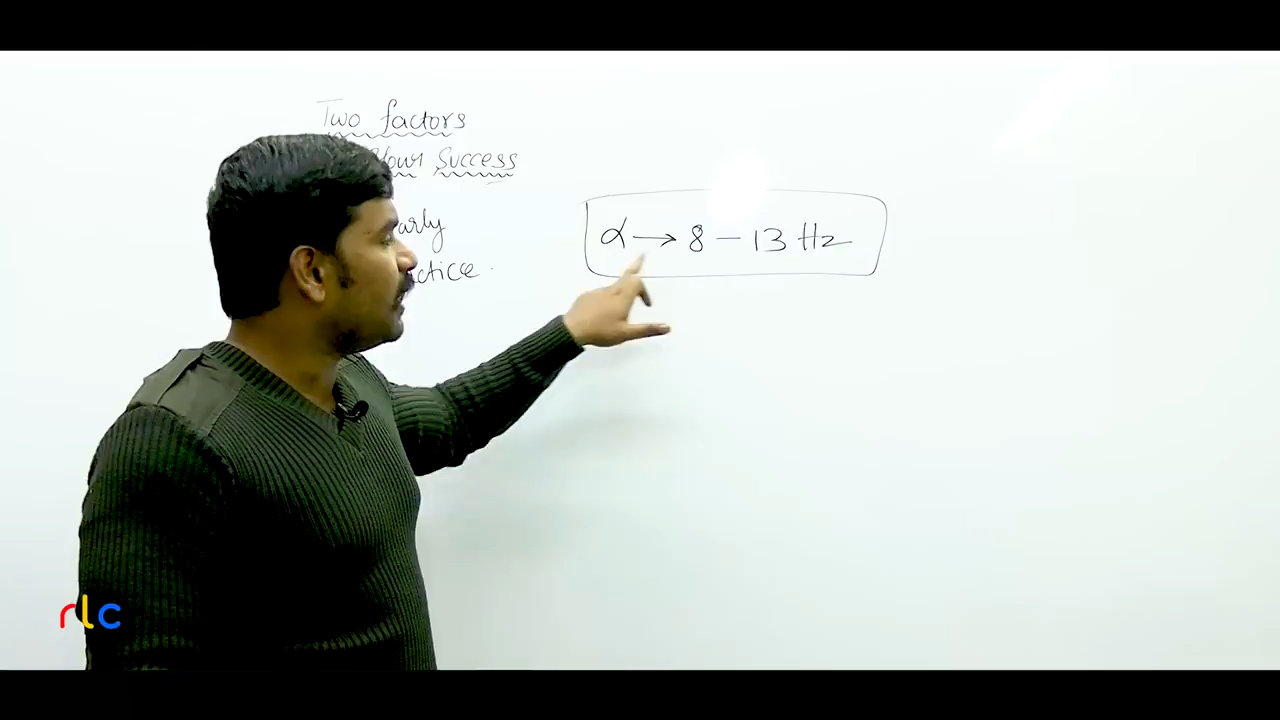 Two factors
Your Success
arly
ctice.
α → 8 – 13 Hz
rlc